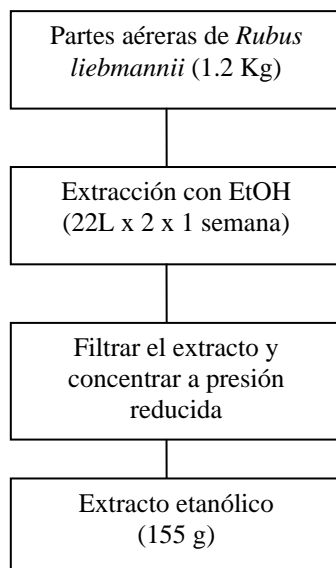 Partes aéreras de Rubus
liebmannii (1.2 Kg)
Extracción con EtOH
(22L x 2 x 1 semana)
Filtrar el extracto y
concentrar a presión
reducida
Extracto etanólico
(155 g)